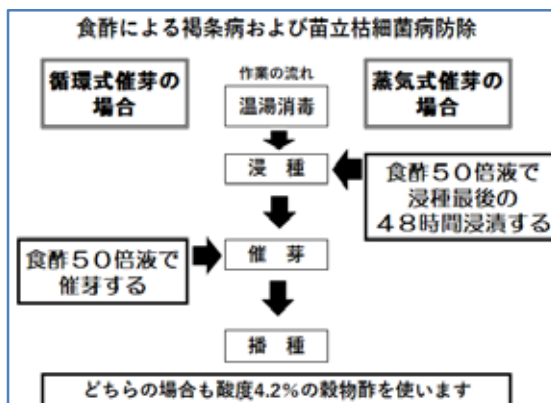 食酢による褐条病および苗立枯細菌病防除
循環式催芽の
場合
作業の流れ
温湯消毒
蒸気式催芽の
場合
浸 種
食酢50倍液で
浸種最後の
48時間浸漬する
食酢50倍液で
催芽する
催 芽
播 種
どちらの場合も酸度4.2%の穀物酢を使います